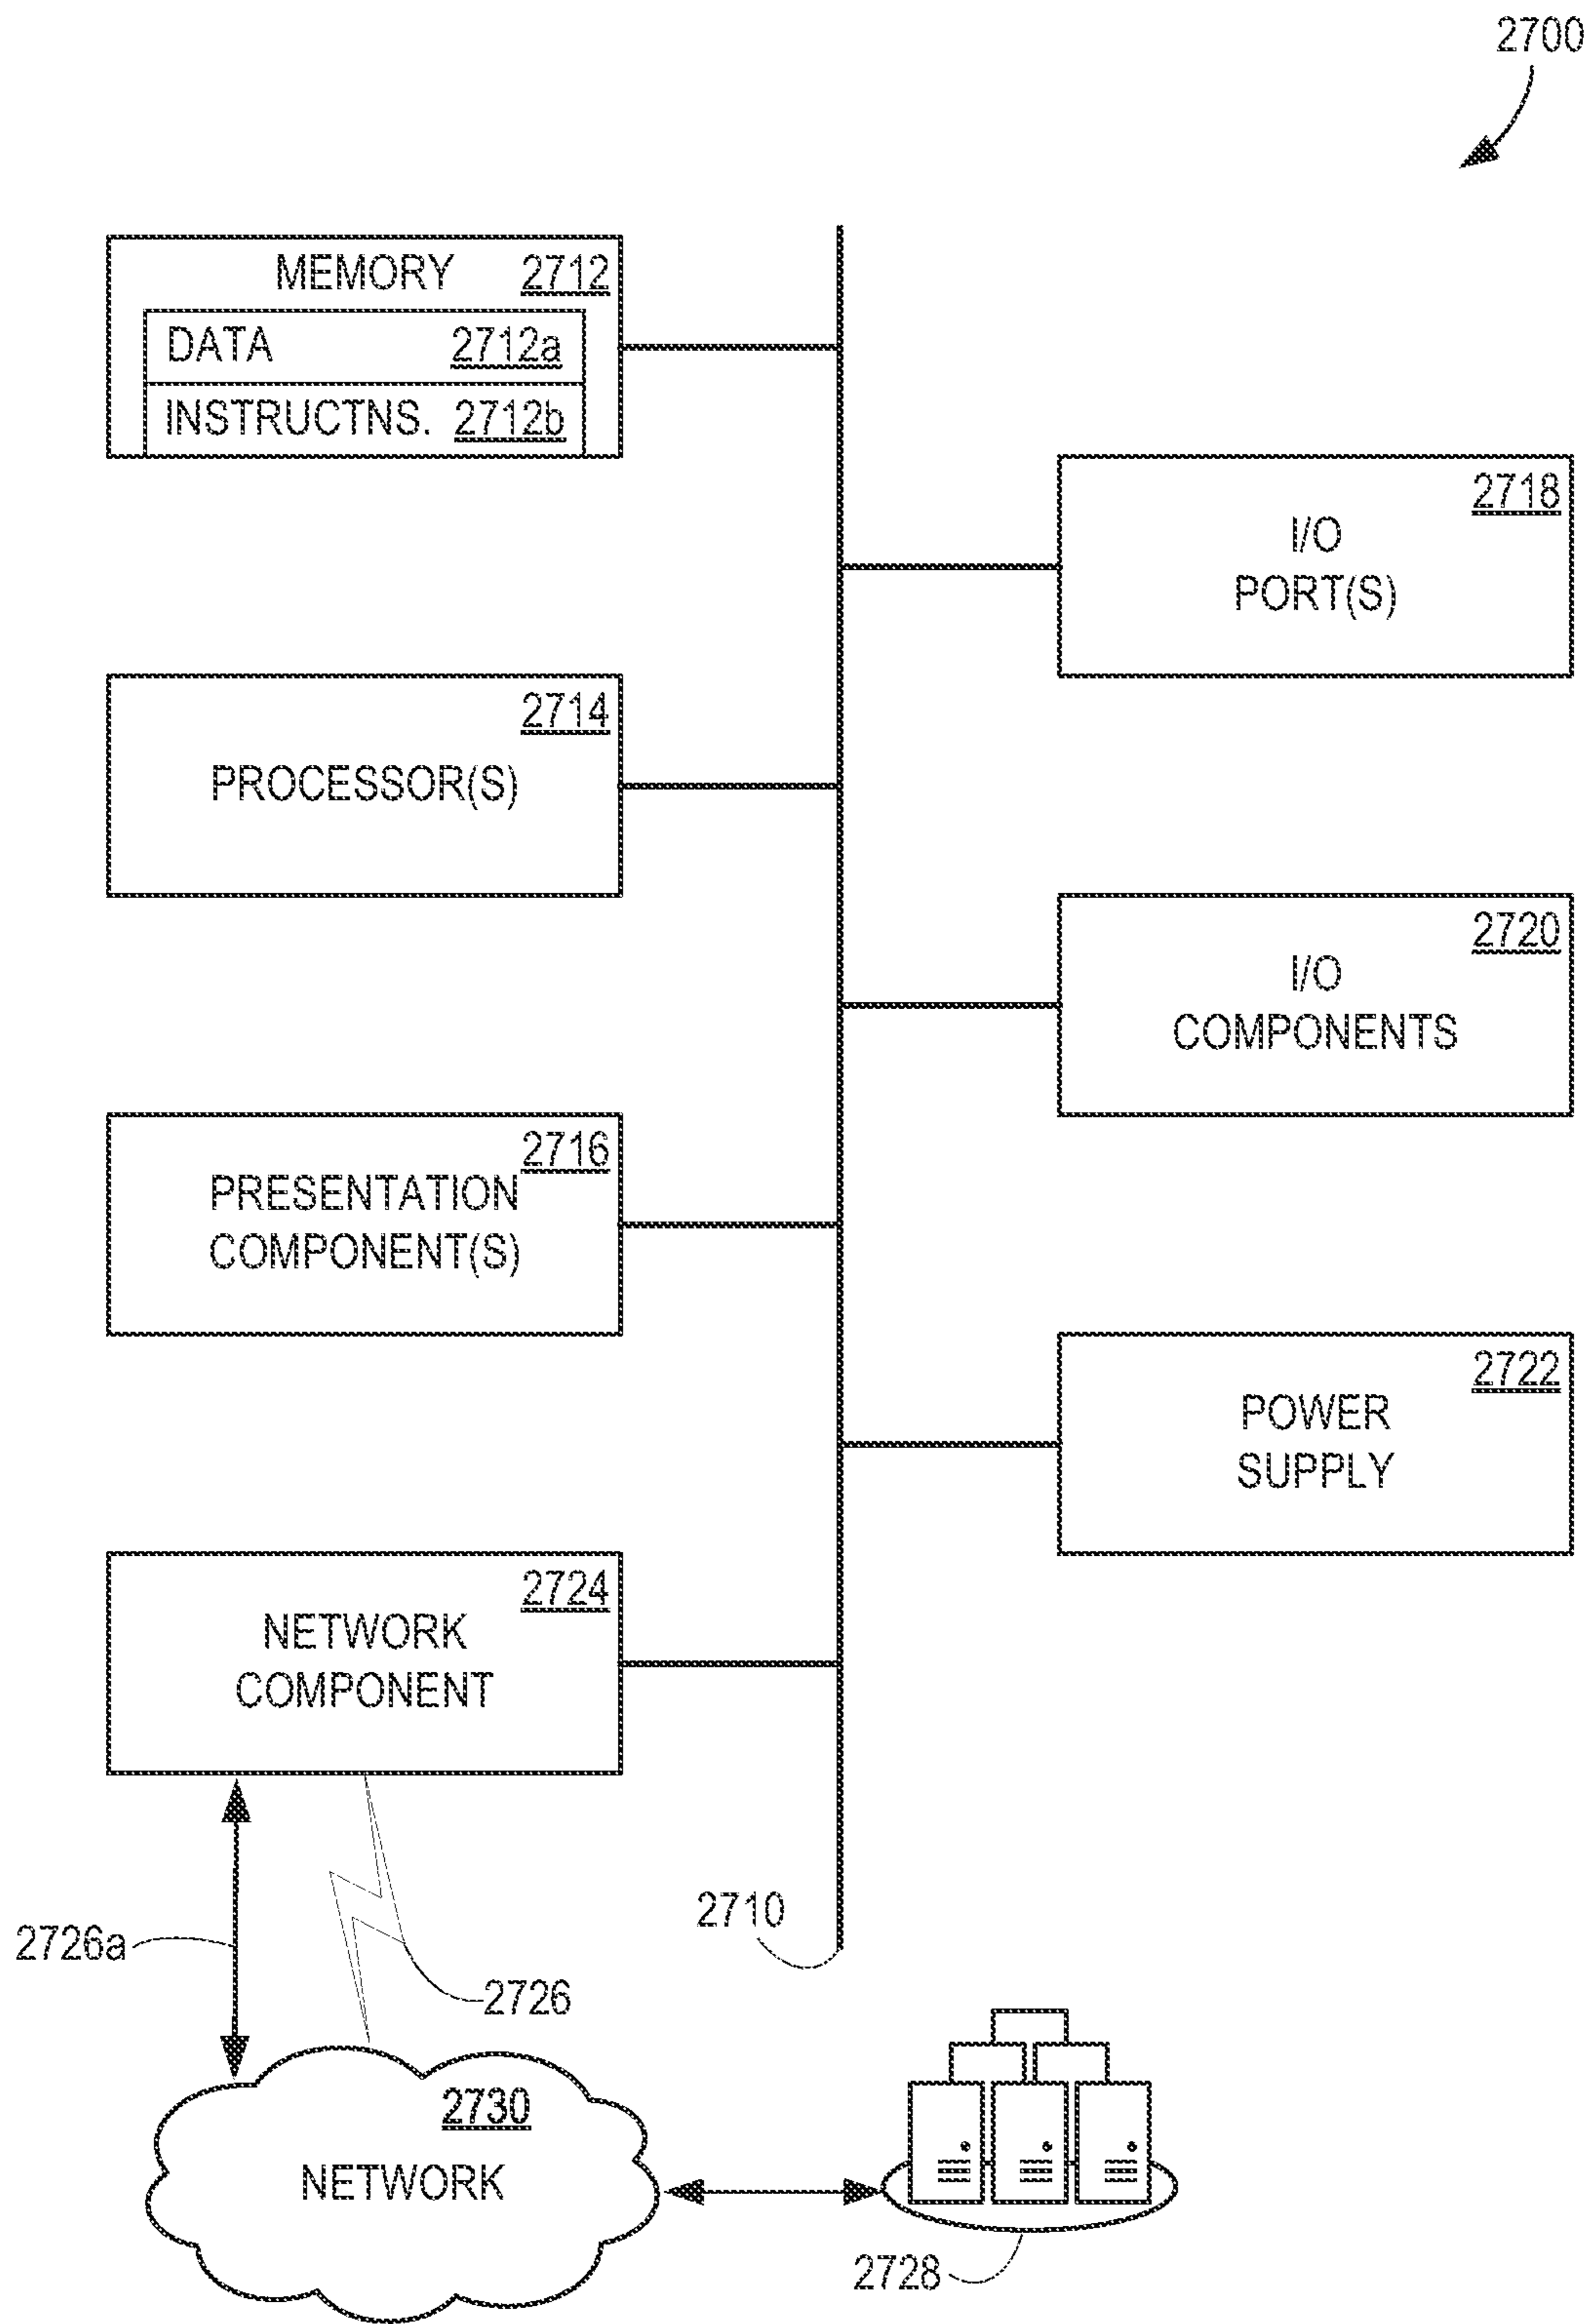 2700
MEMORY 2712
DATA 2712a
INSTRUCTNS. 2712b
2718
I/O
PORT(S)
2714
PROCESSOR(S)
2720
I/O
COMPONENTS
2716
PRESENTATION
COMPONENT(S)
2722
POWER
SUPPLY
2724
NETWORK
COMPONENT
2710
2726a
2726
2730
NETWORK
2728